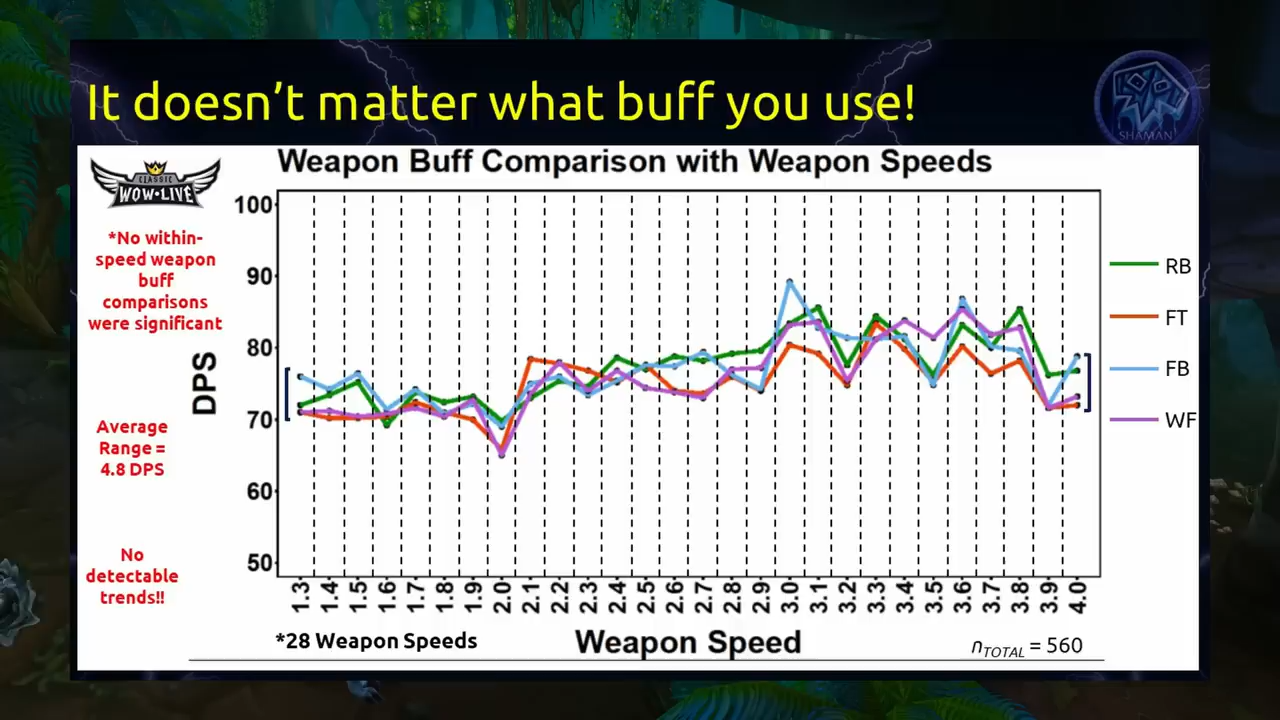 It doesn't matter what buff you use!
SHAMAN
Weapon Buff Comparison with Weapon Speeds
CLASSIC
WOW•LIVE
*No within-
speed weapon
buff
comparisons
were significant
Average
Range =
4.8 DPS
No
detectable
trends!!
DPS
100
90
80
70
60
50
1.3 1.4 1.5 1.6 1.7 1.8 1.9 2.0 2.1 2.2 2.3 2.4 2.5 2.6 2.7 2.8 2.9 3.0 3.1 3.2 3.3 3.4 3.5 3.6 3.7 3.8 3.9 4.0
RB
FT
FB
WF
*28 Weapon Speeds
Weapon Speed
nTOTAL = 560